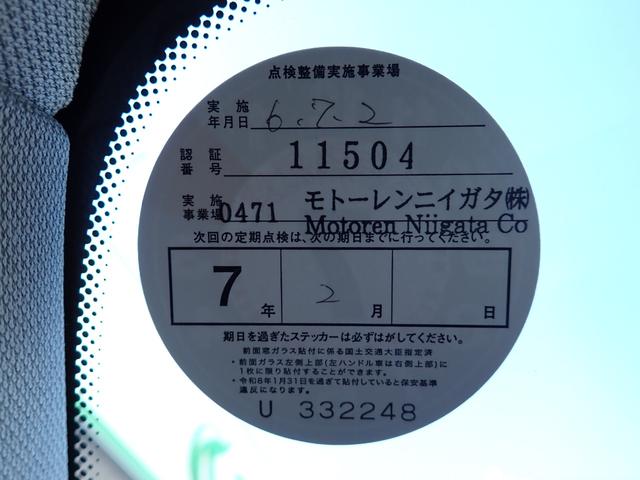 点検整備実施事業場
実施
年月日 6.7.2
認証
番号 11504
実施
事業場 0471 モトーレンニイガタ㈱
Motoren Niigata Co
次回の定期点検は、次の期日までに行ってください。
7年 2月 日
期日を過ぎたステッカーは必ずはがしてください。
前面窓ガラス貼付に係る国土交通大臣指定済
・前面ガラス左側上部(左ハンドル車は右側上部)に
1枚に限り貼付することができます。
・令和8年1月31日を過ぎて貼付していると保安基準
違反になります。
U 332248